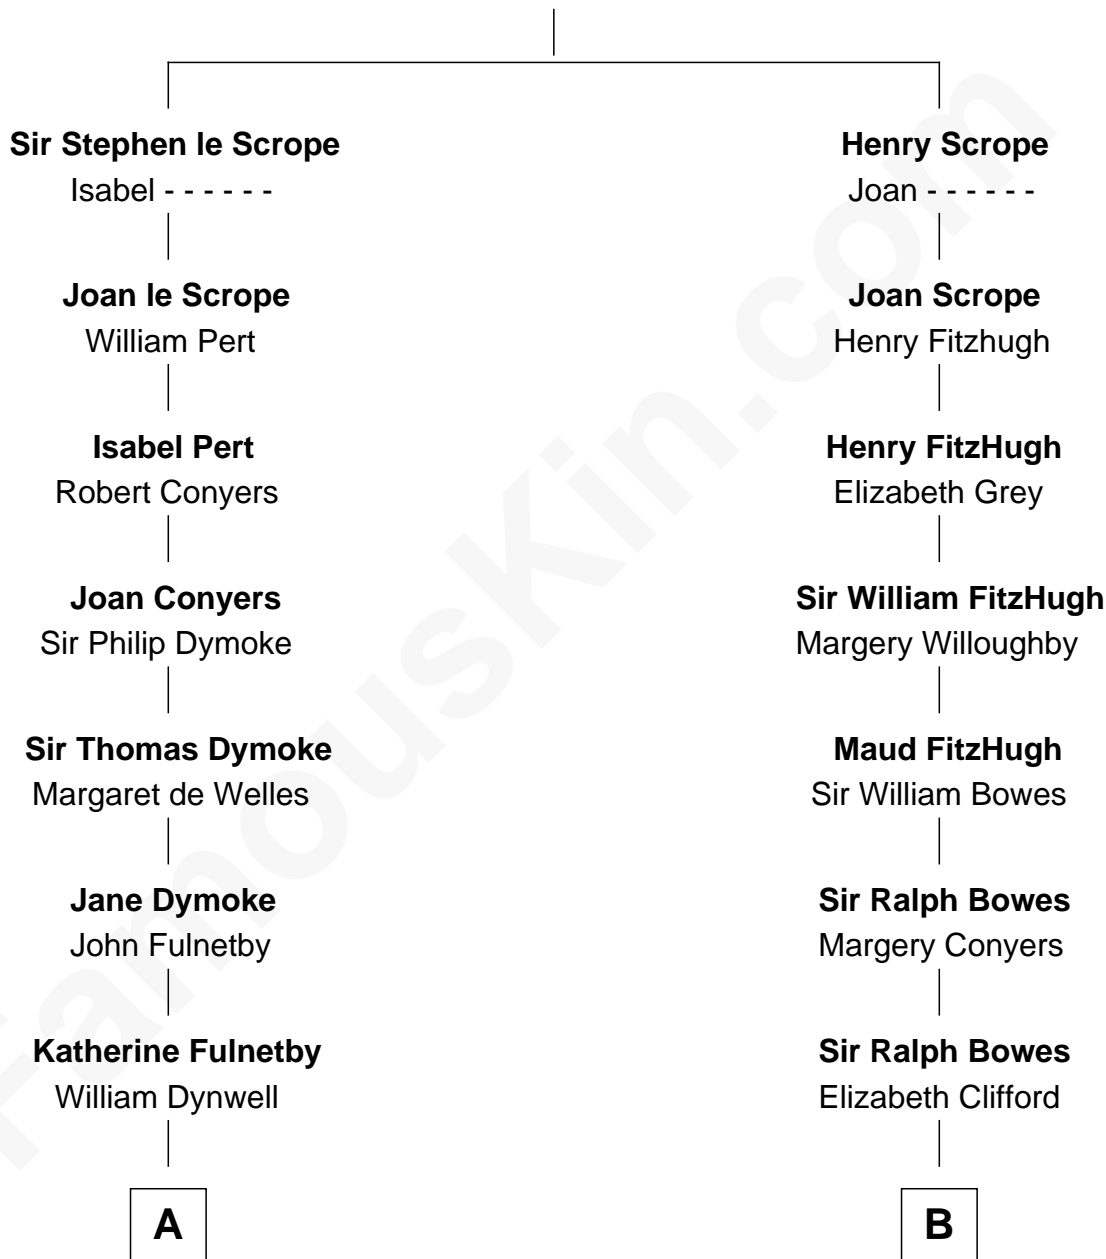 Sir Stephen le Scrope
Isabel - - - - - -
Joan le Scrope
William Pert
Isabel Pert
Robert Conyers
Joan Conyers
Sir Philip Dymoke
Sir Thomas Dymoke
Margaret de Welles
Jane Dymoke
John Fulnetby
Katherine Fulnetby
William Dynwell
A
Henry Scrope
Joan - - - - - -
Joan Scrope
Henry Fitzhugh
Henry FitzHugh
Elizabeth Grey
Sir William FitzHugh
Margery Willoughby
Maud FitzHugh
Sir William Bowes
Sir Ralph Bowes
Margery Conyers
Sir Ralph Bowes
Elizabeth Clifford
B
FamousKin.com